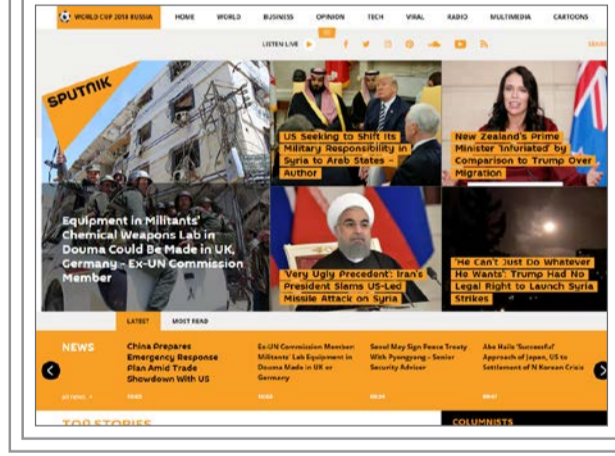 WORLD CUP 2018 RUSSIA HOME WORLD BUSINESS OPINION TECH VIRAL RADIO MULTIMEDIA CARTOONS
LISTEN LIVE
SPUTNIK
US Seeking to Shift Its
Military Responsibility in
Syria to Arab States –
Author
New Zealand's Prime
Minister 'Infuriated' by
Comparison to Trump Over
Migration
Equipment in Militants'
Chemical Weapons Lab in
Douma Could Be Made in UK,
Germany - Ex-UN Commission
Member
'Very Ugly Precedent': Iran's
President Slams US-Led
Missile Attack on Syria
'He Can't Just Do Whatever
He Wants': Trump Had No
Legal Right to Launch Syria
Strikes
LATEST MOST READ
NEWS
China Prepares
Emergency Response
Plan Amid Trade
Showdown With US
Ex-UN Commission Member:
Militants' Lab Equipment in
Douma Made in UK or
Germany
Seoul May Sign Peace Treaty
With Pyongyang - Senior
Security Adviser
Abe Hails 'Successful'
Approach of Japan, US to
Settlement of N Korean Crisis
TOP STORIES
COLUMNISTS